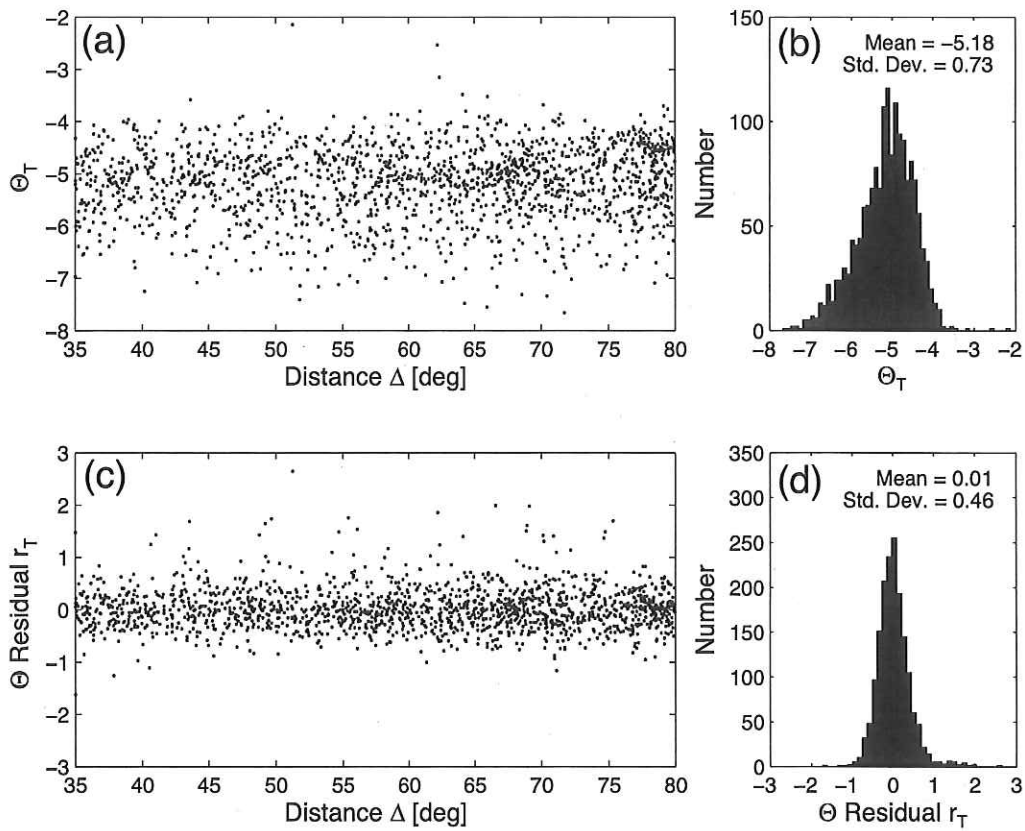 (a)
Θ_T
−2
−3
−4
−5
−6
−7
−8
35 40 45 50 55 60 65 70 75 80
Distance Δ [deg]
(b)
Mean = −5.18
Std. Dev. = 0.73
Number
150
100
50
0
−8 −7 −6 −5 −4 −3 −2
Θ_T
(c)
Θ Residual r_T
3
2
1
0
−1
−2
−3
35 40 45 50 55 60 65 70 75 80
Distance Δ [deg]
(d)
Mean = 0.01
Std. Dev. = 0.46
Number
350
300
250
200
150
100
50
0
−3 −2 −1 0 1 2 3
Θ Residual r_T